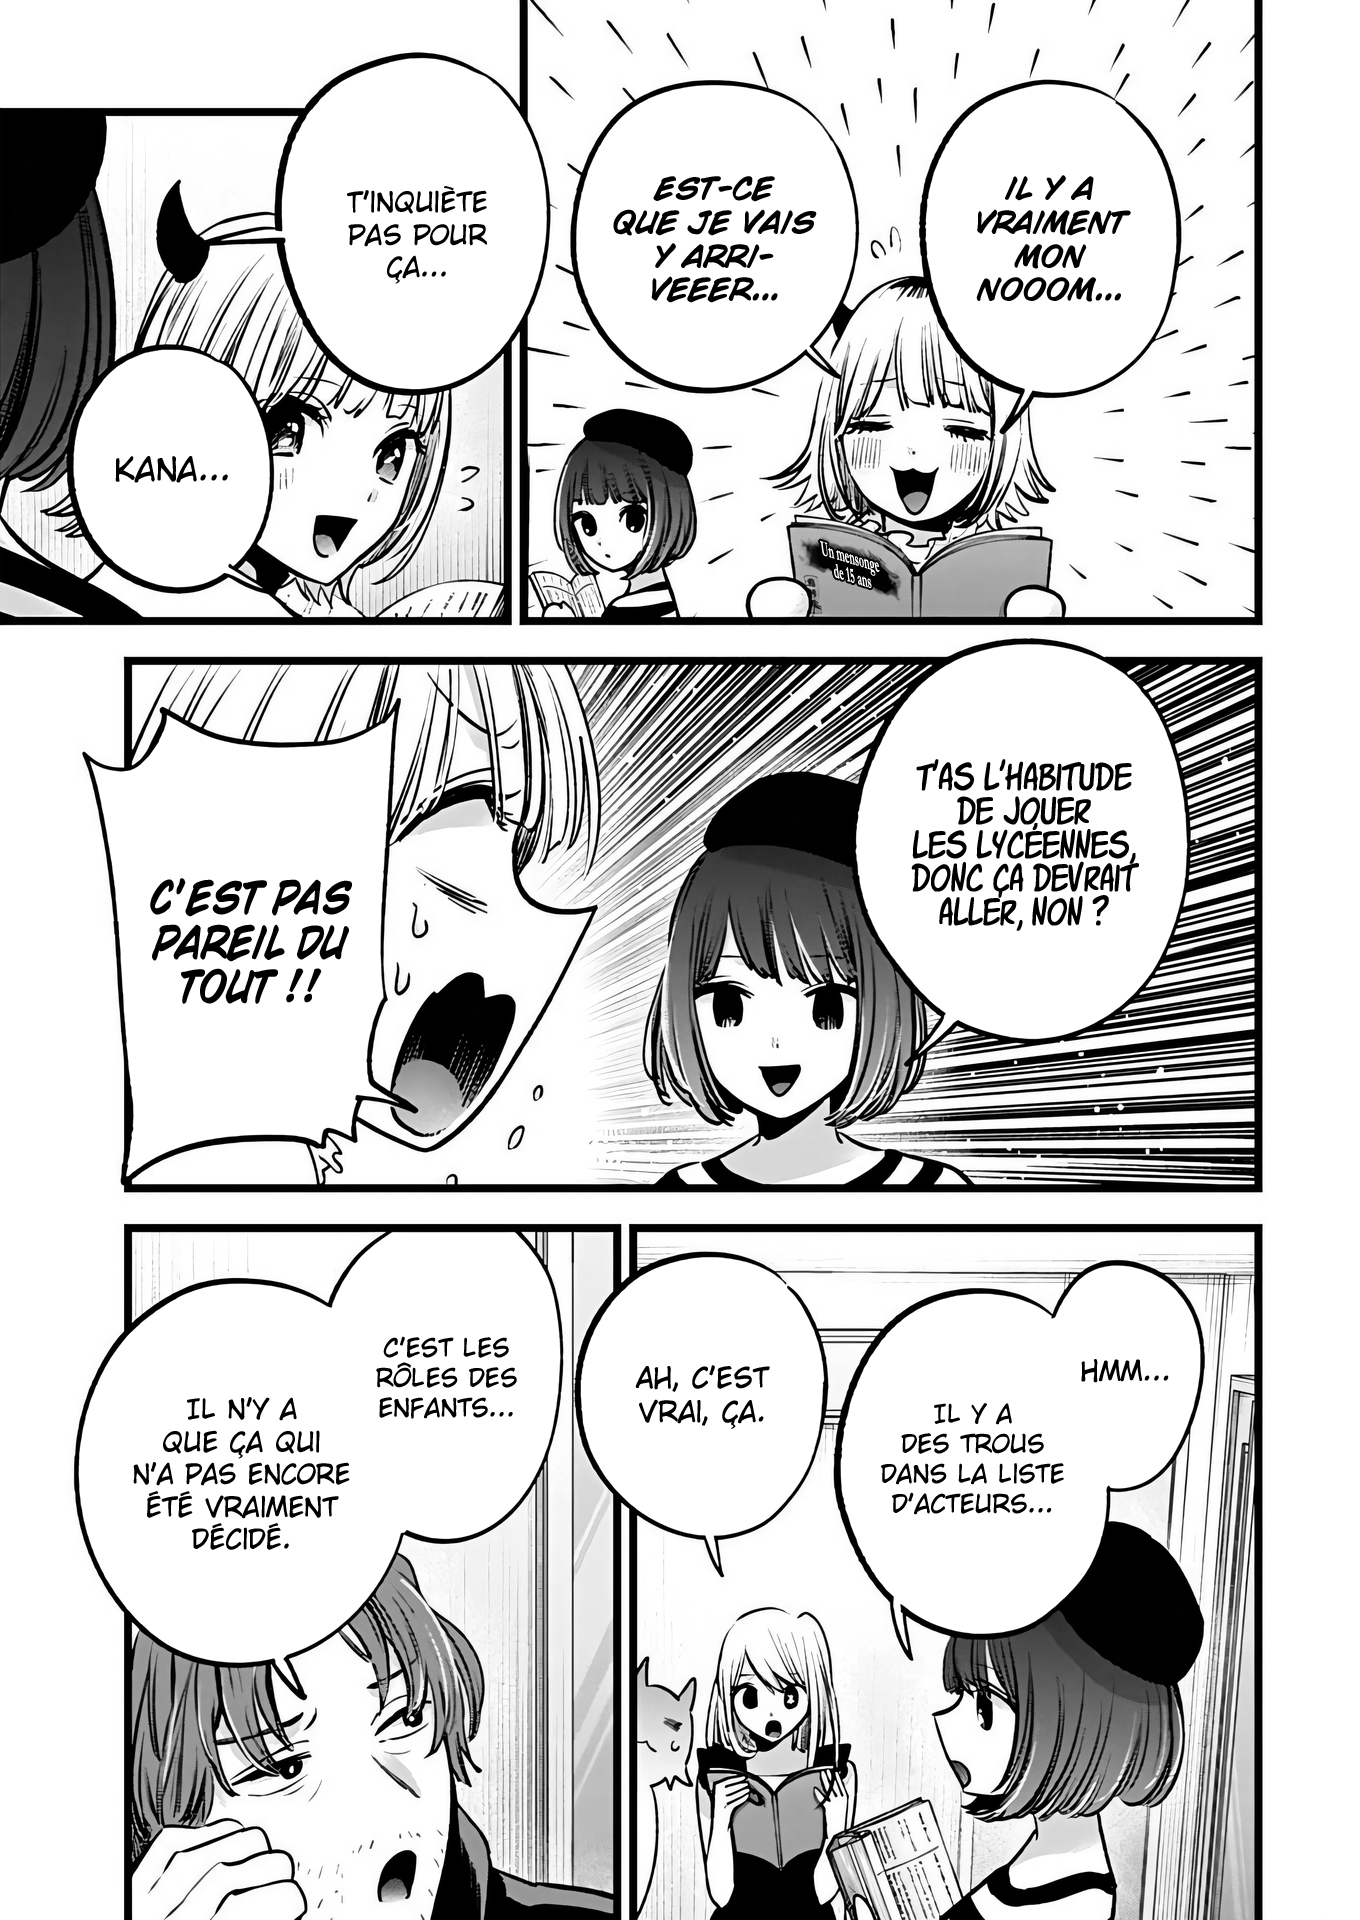 IL Y A
VRAIMENT
MON
NOOOM...
EST-CE
QUE JE VAIS
Y ARRI-
VEEER...
Un mensonge
de 15 ans
T'INQUIÈTE
PAS POUR
ÇA...
KANA...
T'AS L'HABITUDE
DE JOUER
LES LYCÉENNES,
DONC ÇA DEVRAIT
ALLER, NON ?
C'EST PAS
PAREIL DU
TOUT !!
HMM...
IL Y A
DES TROUS
DANS LA LISTE
D'ACTEURS...
AH, C'EST
VRAI, ÇA.
C'EST LES
RÔLES DES
ENFANTS...
IL N'Y A
QUE ÇA QUI
N'A PAS ENCORE
ÉTÉ VRAIMENT
DÉCIDÉ.